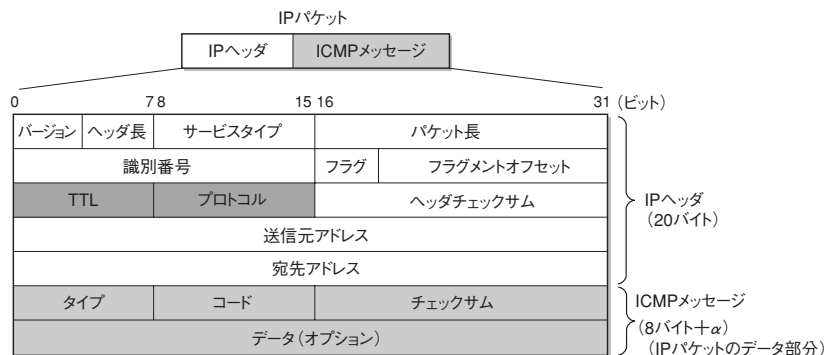 IPパケット
IPヘッダ ICMPメッセージ
0 7 8 15 16 31 (ビット)
バージョン ヘッダ長 サービスタイプ パケット長
識別番号 フラグ フラグメントオフセット
TTL プロトコル ヘッダチェックサム
送信元アドレス
宛先アドレス
IPヘッダ
(20バイト)
タイプ コード チェックサム
データ(オプション)
ICMPメッセージ
(8バイト+α)
(IPパケットのデータ部分)